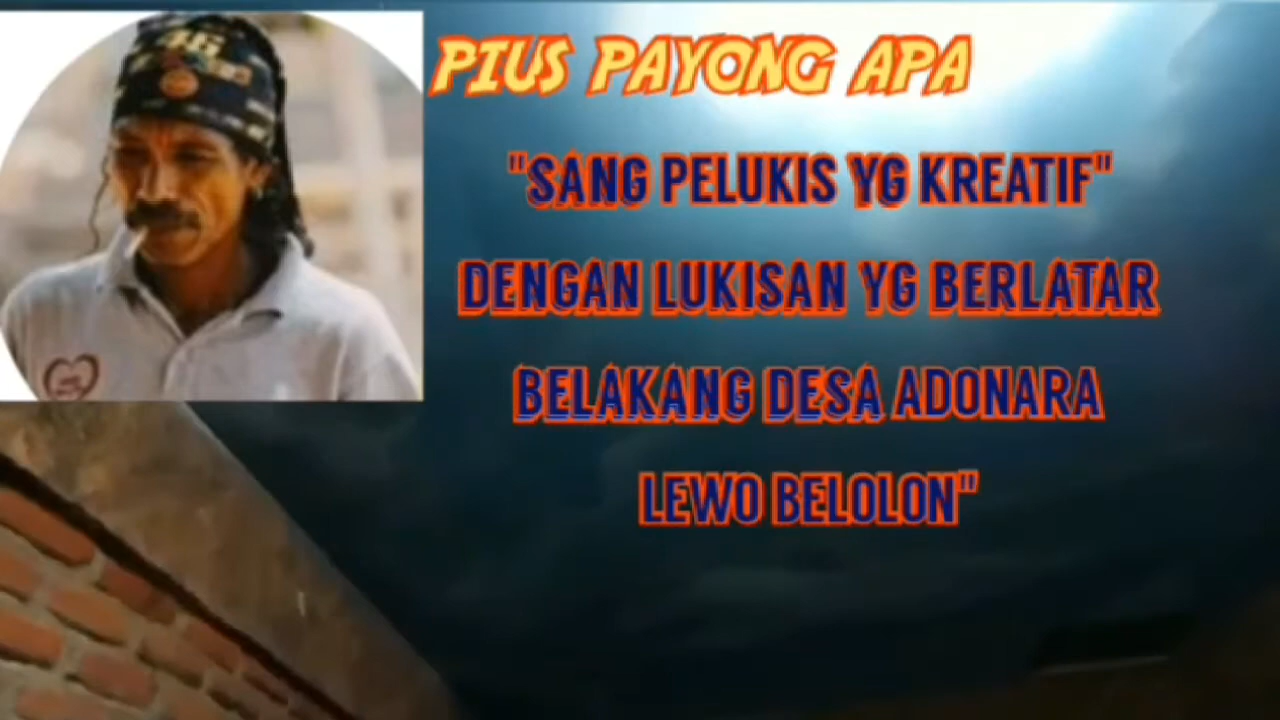 PIUS PAYONG APA
"SANG PELUKIS YG KREATIF"
DENGAN LUKISAN YG BERLATAR
BELAKANG DESA ADONARA
LEWO BELOLON"